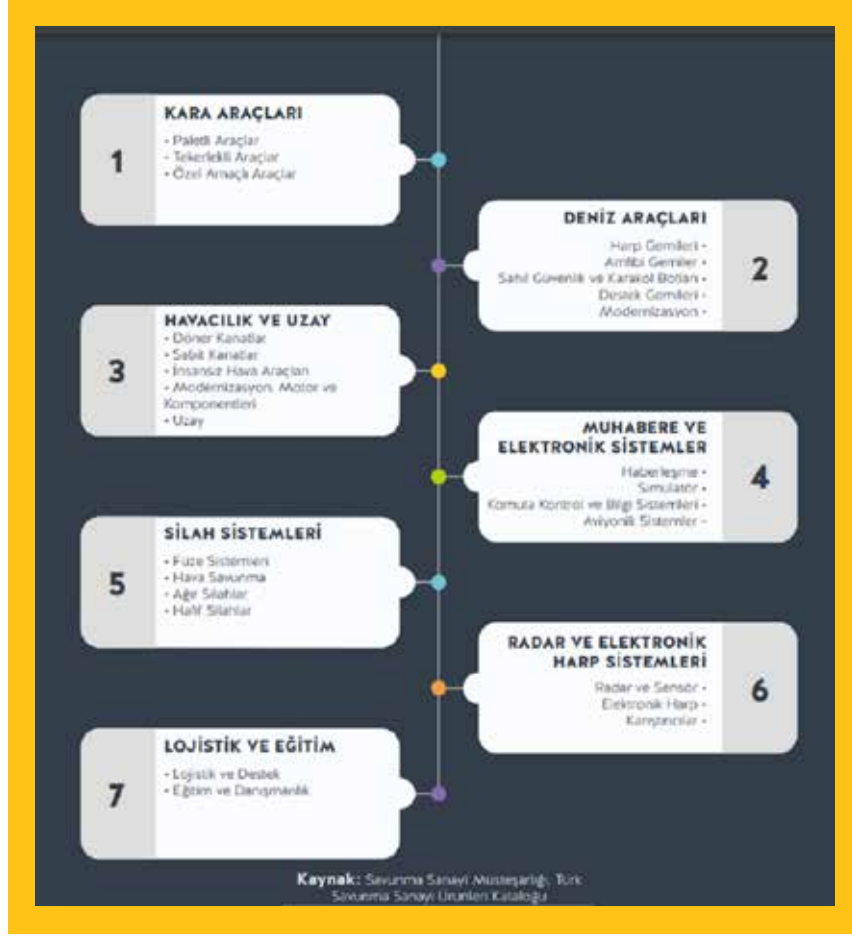 1
KARA ARAÇLARI
- Paletli Araçlar
- Tekerlekli Araçlar
- Özel Amaçlı Araçlar
DENİZ ARAÇLARI
Harp Gemileri -
Amfibi Gemiler -
Sahil Güvenlik ve Karakol Botları -
Destek Gemileri -
Modernizasyon -
2
3
HAVACILIK VE UZAY
- Döner Kanatlar
- Sabit Kanatlar
- İnsansız Hava Araçları
- Modernizasyon, Motor ve
Komponentleri
- Uzay
MUHABERE VE
ELEKTRONİK SİSTEMLER
Haberleşme -
Simülatör -
Komuta Kontrol ve Bilgi Sistemleri -
Aviyonik Sistemler -
4
5
SİLAH SİSTEMLERİ
- Füze Sistemleri
- Hava Savunma
- Ağır Silahlar
- Hafif Silahlar
RADAR VE ELEKTRONİK
HARP SİSTEMLERİ
Radar ve Sensör -
Elektronik Harp -
Karıştırıcılar -
6
7
LOJİSTİK VE EĞİTİM
- Lojistik ve Destek
- Eğitim ve Danışmanlık
Kaynak: Savunma Sanayi Müsteşarlığı, Türk
Savunma Sanayi Ürünleri Kataloğu